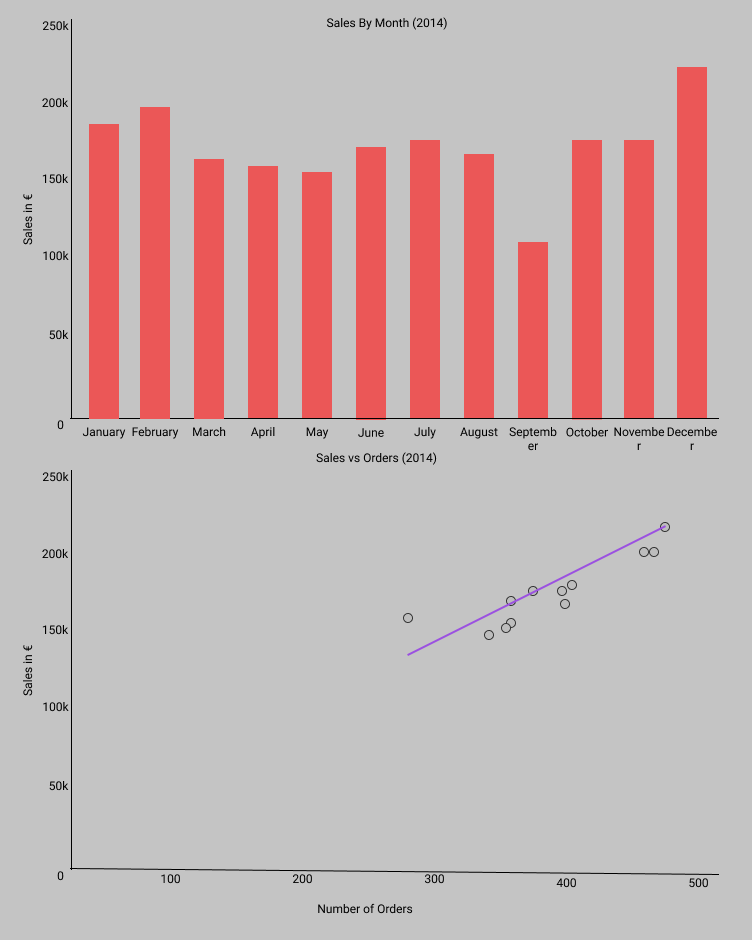 Sales By Month (2014)
250k
200k
150k
100k
50k
0
Sales in €
January February March April May June July August Septemb October Novembe Decembe
er r r
Sales vs Orders (2014)
250k
200k
150k
100k
50k
0
Sales in €
100 200 300 400 500
Number of Orders